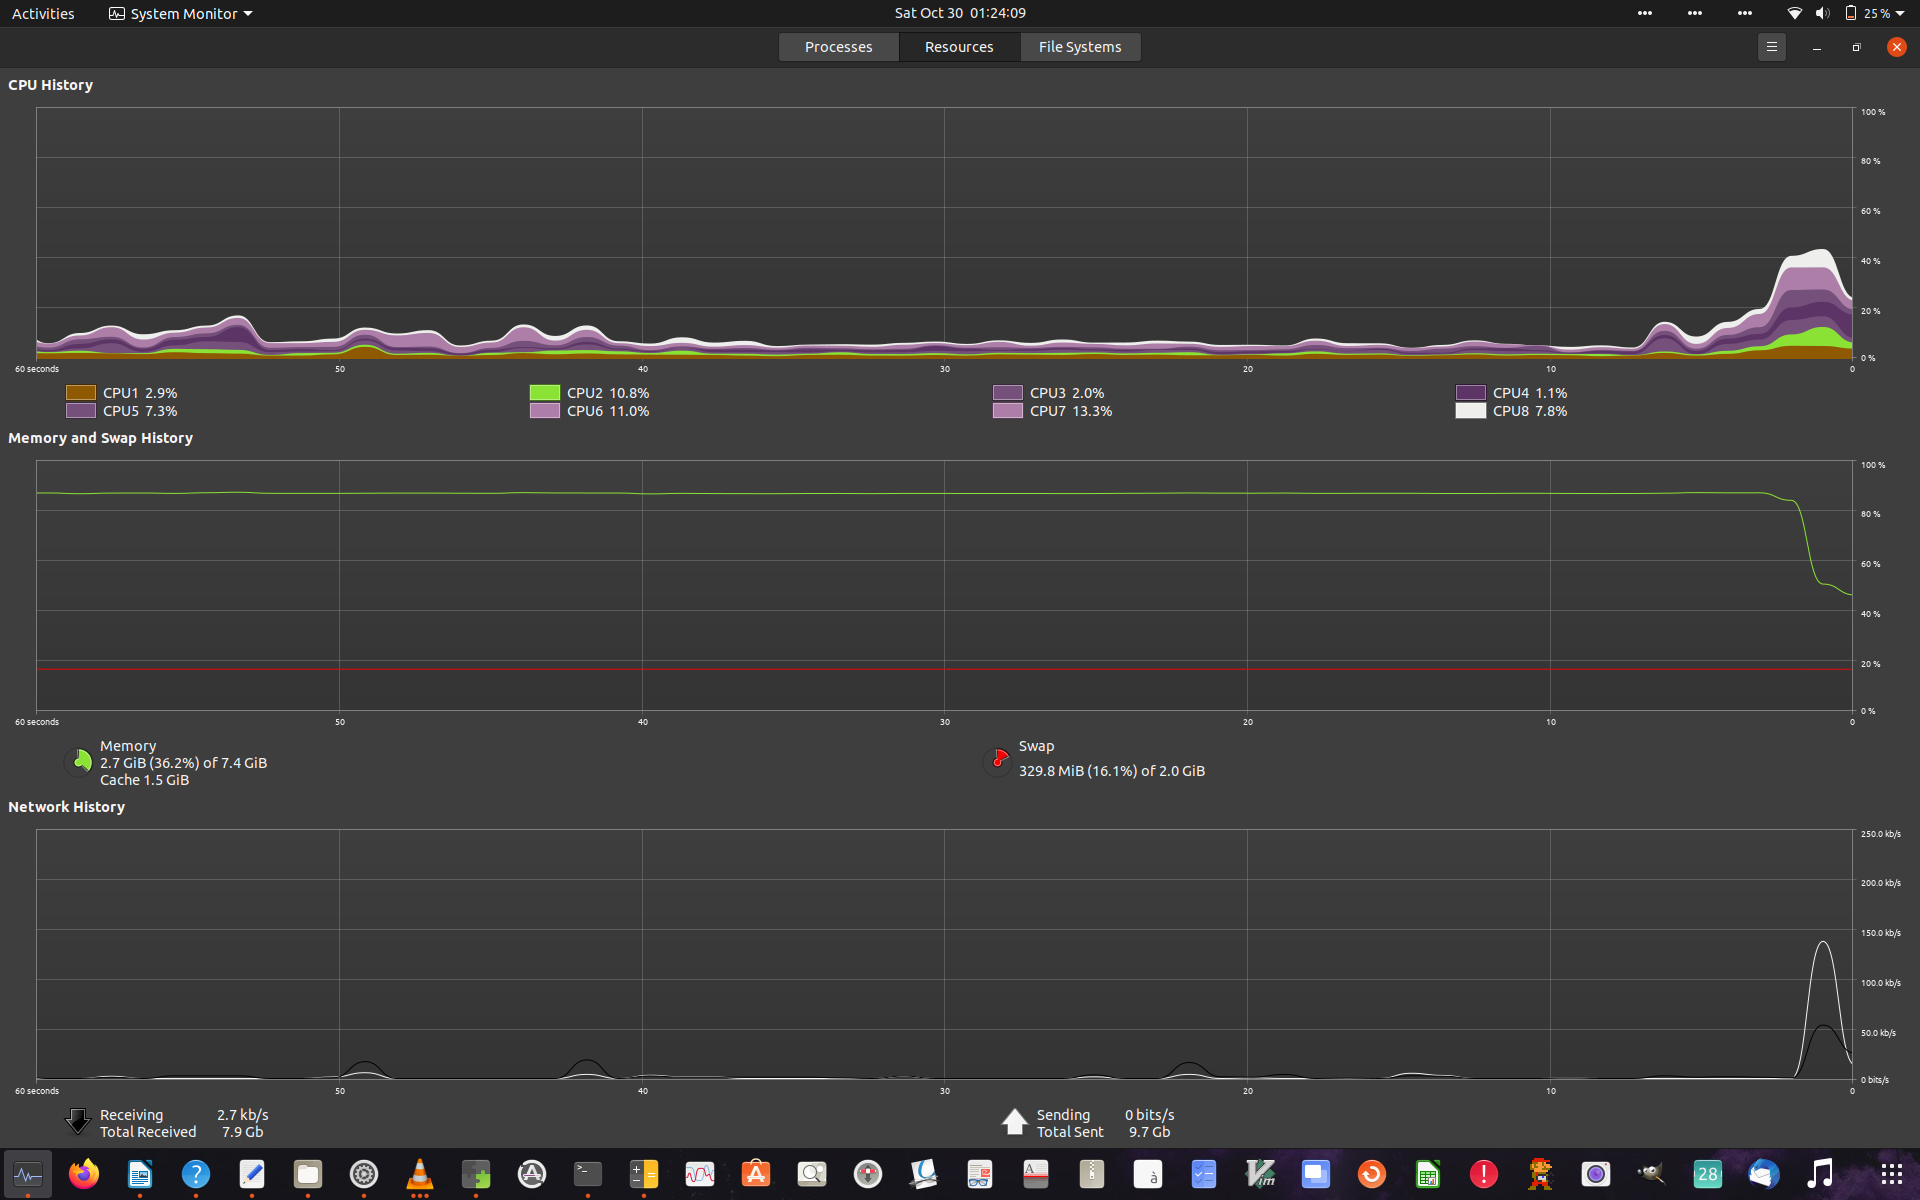 Activities System Monitor Sat Oct 30 01:24:09 25 %
Processes Resources File Systems
CPU History
100 %
80 %
60 %
40 %
20 %
0 %
60 seconds 50 40 30 20 10 0
CPU1 2.9% CPU2 10.8% CPU3 2.0% CPU4 1.1%
CPU5 7.3% CPU6 11.0% CPU7 13.3% CPU8 7.8%
Memory and Swap History
100 %
80 %
60 %
40 %
20 %
0 %
60 seconds 50 40 30 20 10 0
Memory
2.7 GiB (36.2%) of 7.4 GiB
Cache 1.5 GiB
Swap
329.8 MiB (16.1%) of 2.0 GiB
Network History
250.0 kb/s
200.0 kb/s
150.0 kb/s
100.0 kb/s
50.0 kb/s
0 bits/s
60 seconds 50 40 30 20 10 0
Receiving 2.7 kb/s
Total Received 7.9 Gb
Sending 0 bits/s
Total Sent 9.7 Gb
28